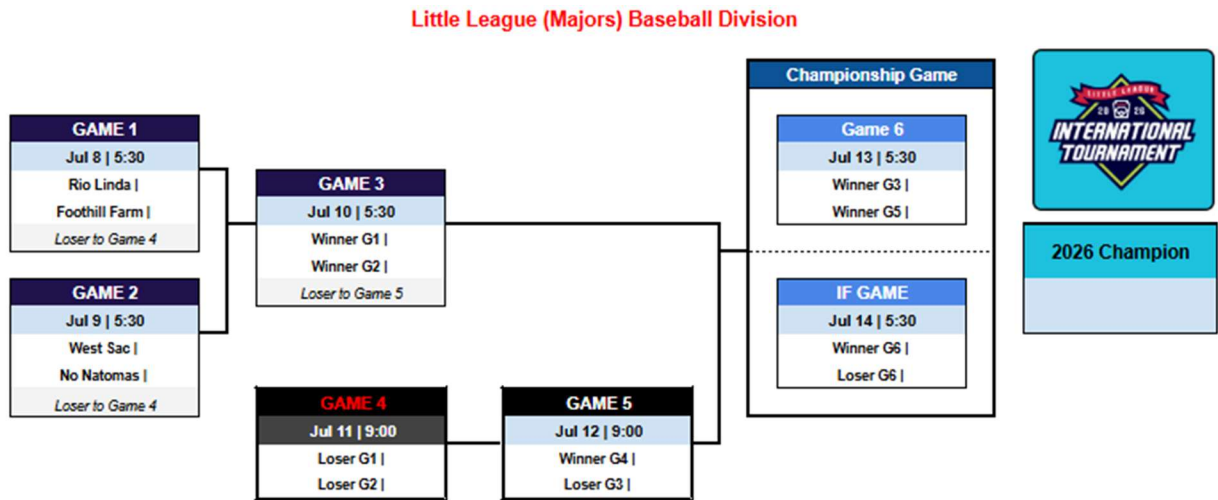 Little League (Majors) Baseball Division
GAME 1
Jul 8 | 5:30
Rio Linda |
Foothill Farm |
Loser to Game 4
GAME 2
Jul 9 | 5:30
West Sac |
No Natomas |
Loser to Game 4
GAME 3
Jul 10 | 5:30
Winner G1 |
Winner G2 |
Loser to Game 5
GAME 4
Jul 11 | 9:00
Loser G1 |
Loser G2 |
GAME 5
Jul 12 | 9:00
Winner G4 |
Loser G3 |
Championship Game
Game 6
Jul 13 | 5:30
Winner G3 |
Winner G5 |
IF GAME
Jul 14 | 5:30
Winner G6 |
Loser G6 |
LITTLE LEAGUE
20 26
INTERNATIONAL
TOURNAMENT
2026 Champion